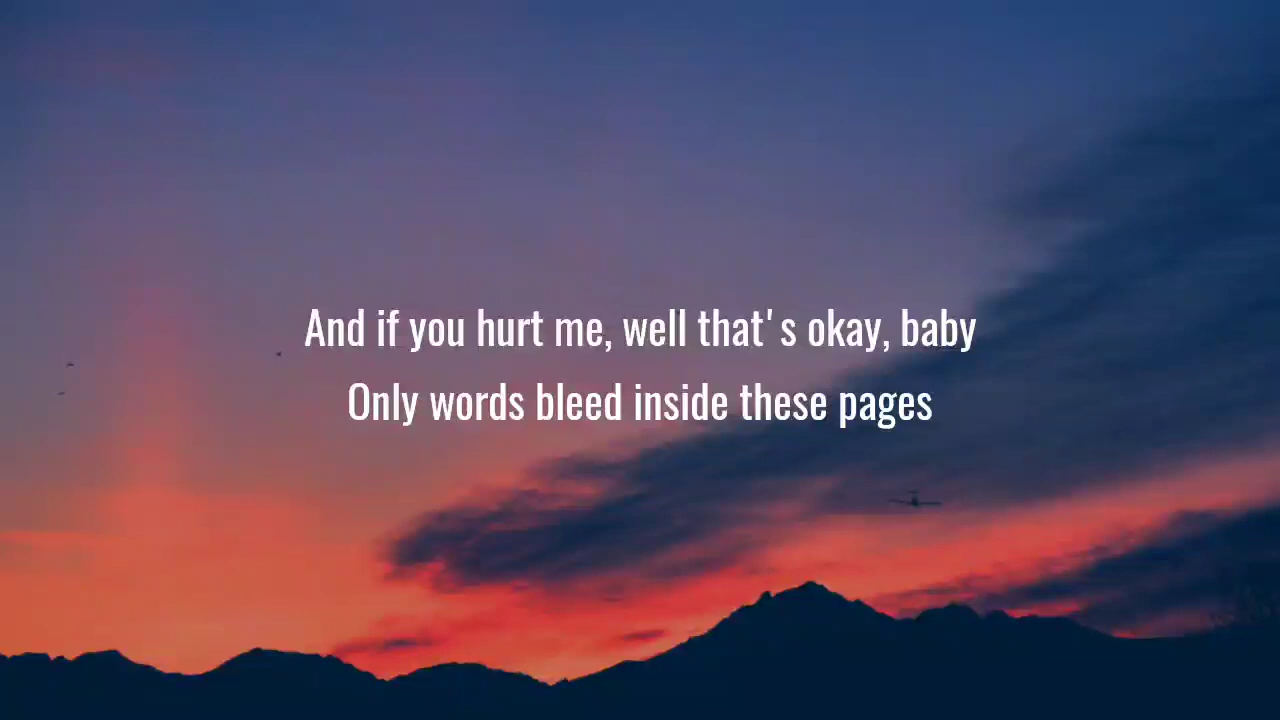 And if you hurt me, well that's okay, baby
Only words bleed inside these pages